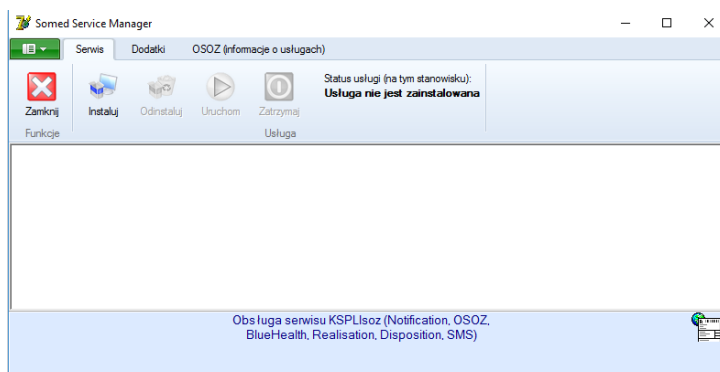 Somed Service Manager
Serwis Dodatki OSOZ (informacje o usługach)
Zamknij Instaluj Odinstaluj Uruchom Zatrzymaj
Status usługi (na tym stanowisku):
Usługa nie jest zainstalowana
Funkcje Usługa
Obsługa serwisu KSPLIsoz (Notification, OSOZ,
BlueHealth, Realisation, Disposition, SMS)